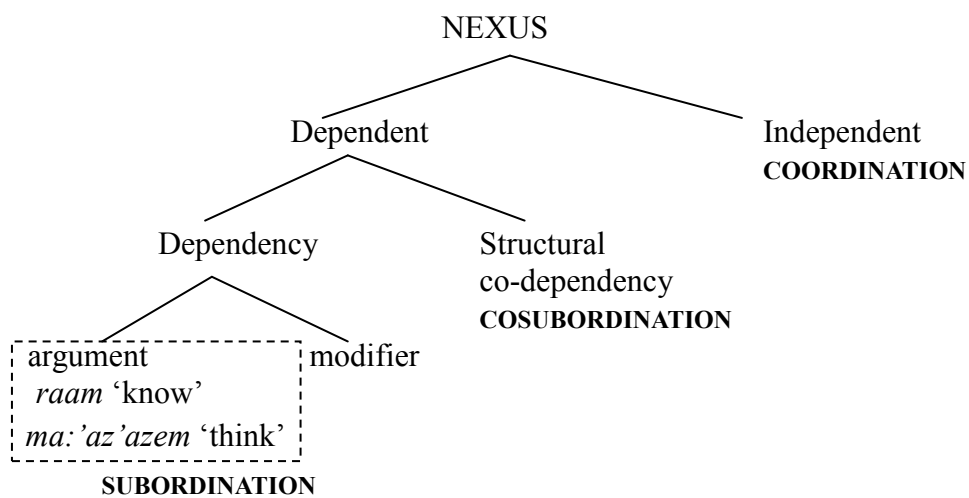 NEXUS
Dependent
Independent
COORDINATION
Dependency
Structural
co-dependency
COSUBORDINATION
argument
modifier
raam ‘know’
ma:’az’azem ‘think’
SUBORDINATION